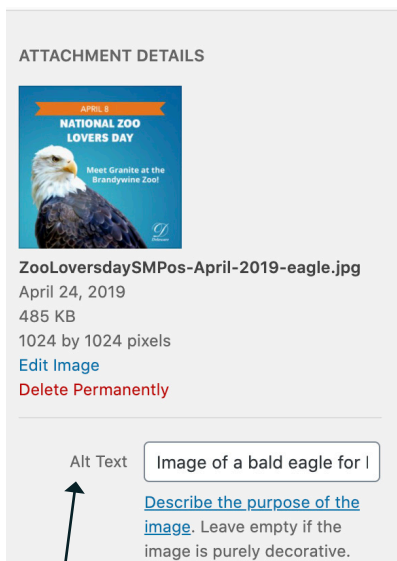 ATTACHMENT DETAILS
APRIL 8
NATIONAL ZOO
LOVERS DAY
Meet Granite at the
Brandywine Zoo!
Delaware
ZooLoversdaySMPos-April-2019-eagle.jpg
April 24, 2019
485 KB
1024 by 1024 pixels
Edit Image
Delete Permanently
Alt Text
Image of a bald eagle for
Describe the purpose of the
image. Leave empty if the
image is purely decorative.